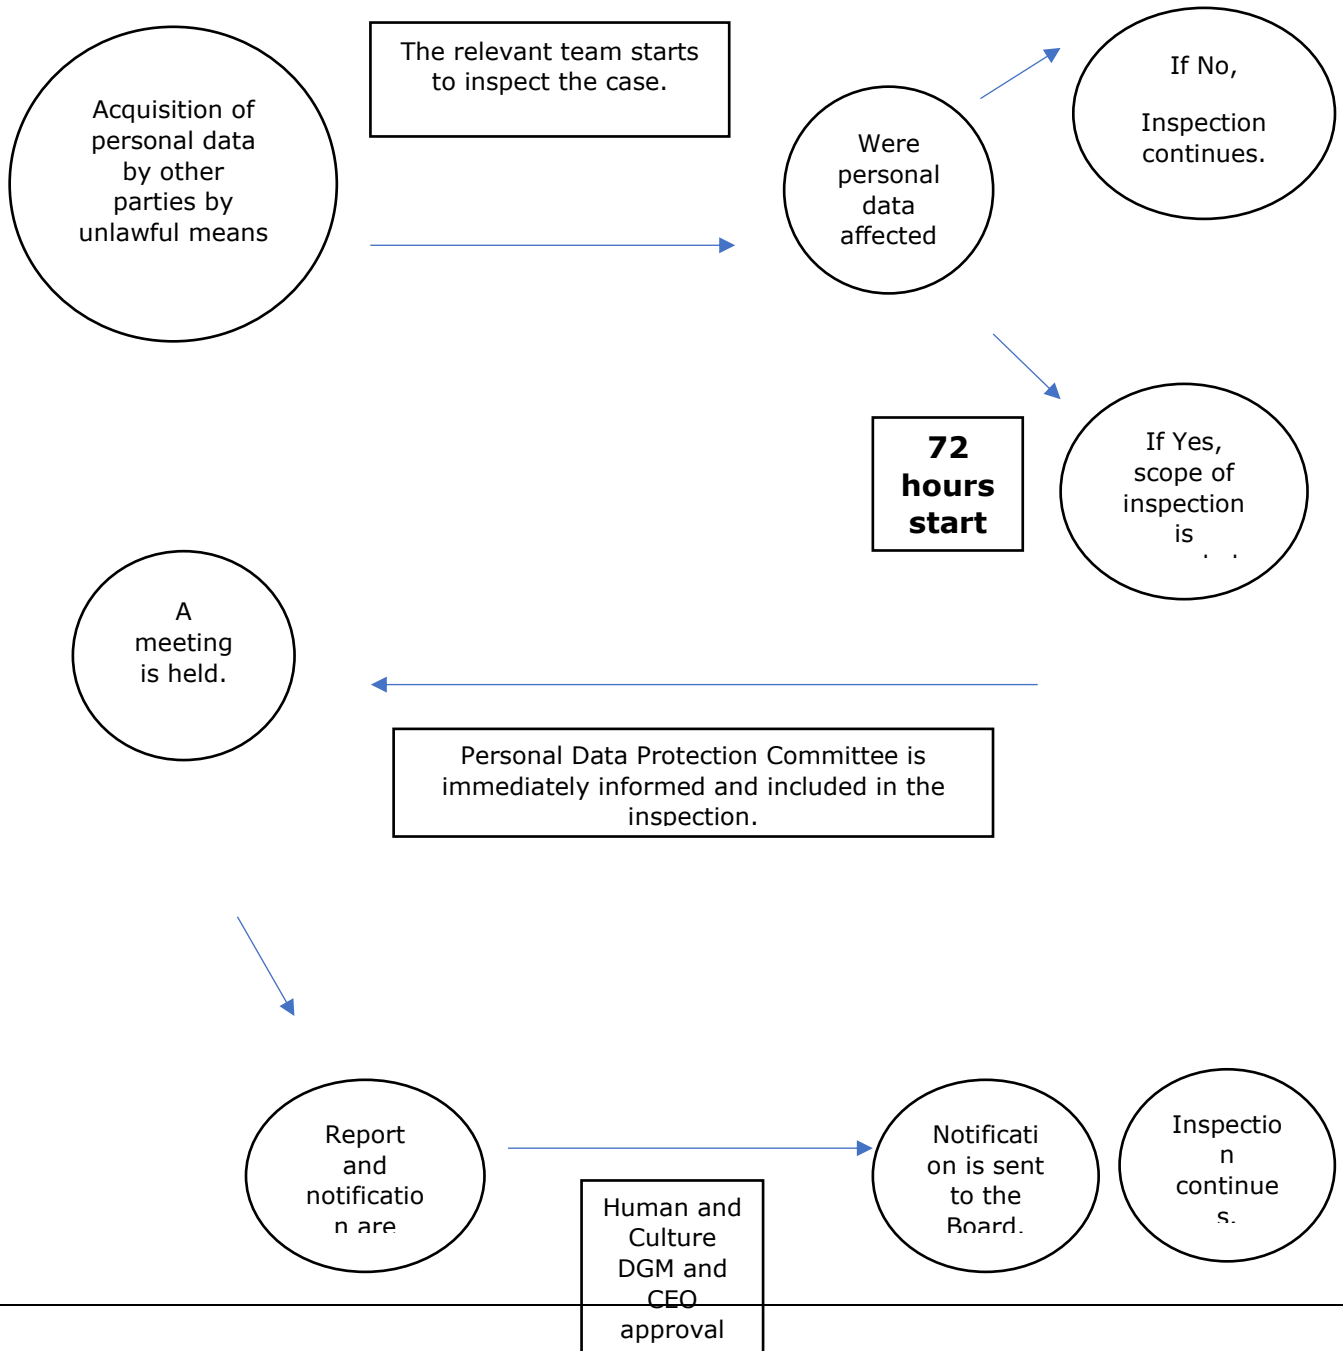 Acquisition of
personal data
by other
parties by
unlawful means
The relevant team starts
to inspect the case.
Were
personal
data
affected
If No,
Inspection
continues.
72
hours
start
If Yes,
scope of
inspection
is
A
meeting
is held.
Personal Data Protection Committee is
immediately informed and included in the
inspection.
Report
and
notificatio
n are
Human and
Culture
DGM and
CEO
approval
Notificati
on is sent
to the
Board.
Inspectio
n
continue
s.